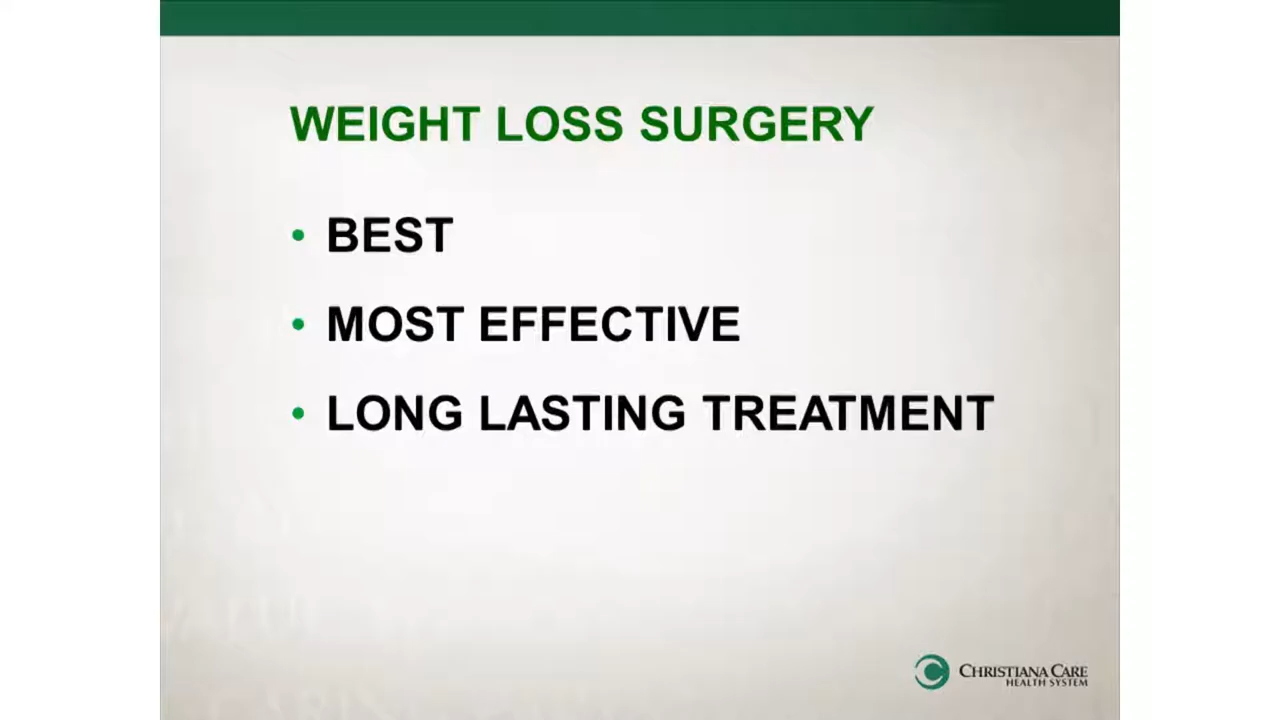 WEIGHT LOSS SURGERY
• BEST
• MOST EFFECTIVE
• LONG LASTING TREATMENT
CHRISTIANA CARE
HEALTH SYSTEM